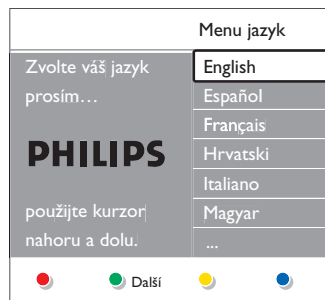 Menu jazyk
Zvolte váš jazyk
prosím…
PHILIPS
použijte kurzor
nahoru a dolu.
English
Español
Français
Hrvatski
Italiano
Magyar
...
Další